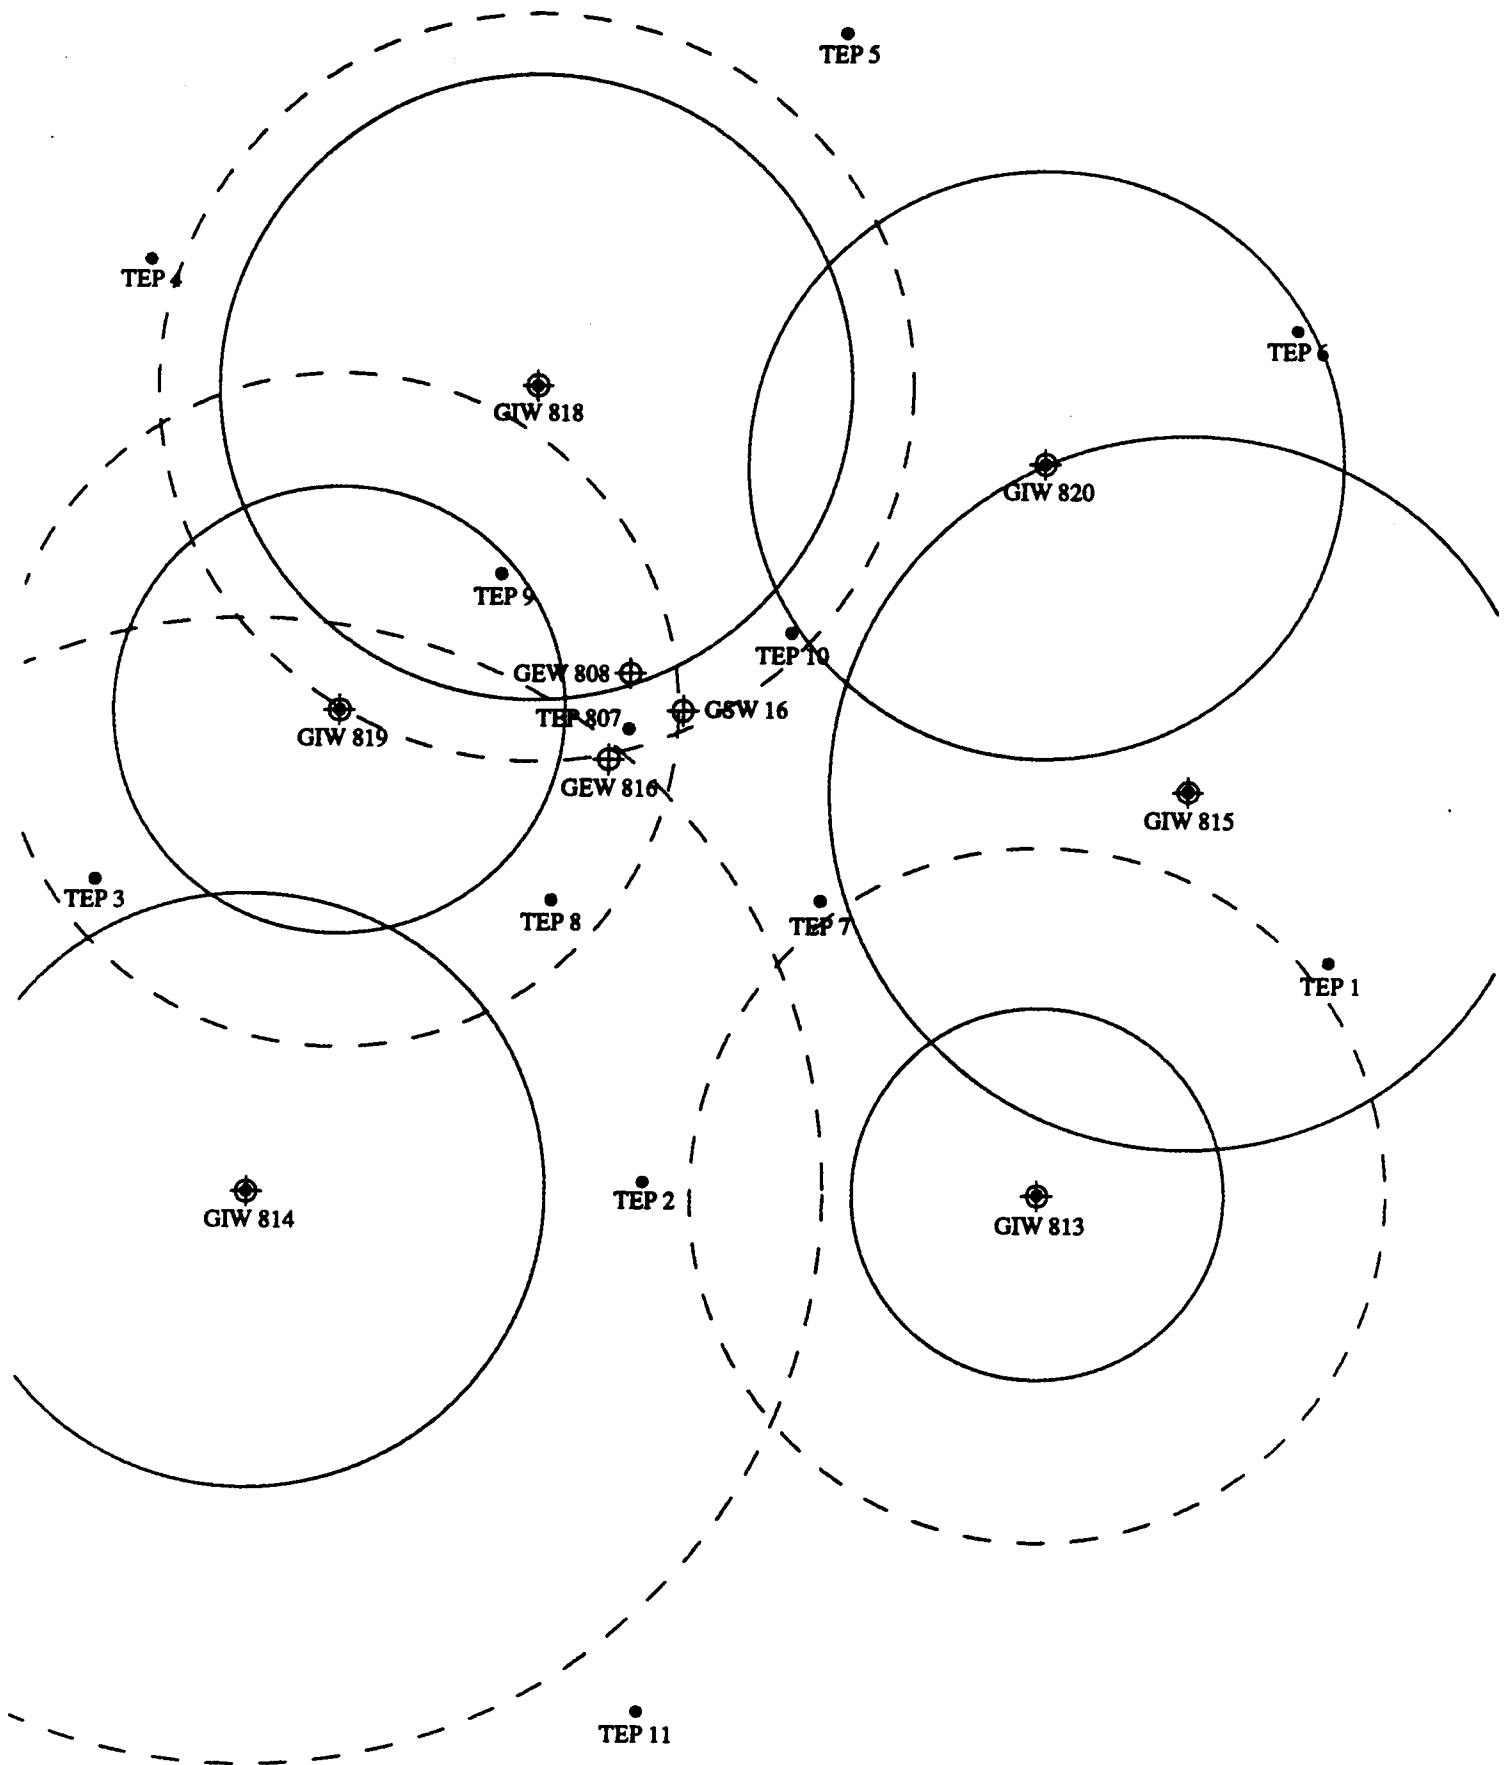 TEP 5
TEP 4
TEP 6
GIW 818
GIW 820
TEP 9
TEP 10
GEW 808
TEP 807
GSW 16
GIW 819
GEW 816
GIW 815
TEP 3
TEP 8
TEP 7
TEP 1
TEP 2
GIW 814
GIW 813
TEP 11